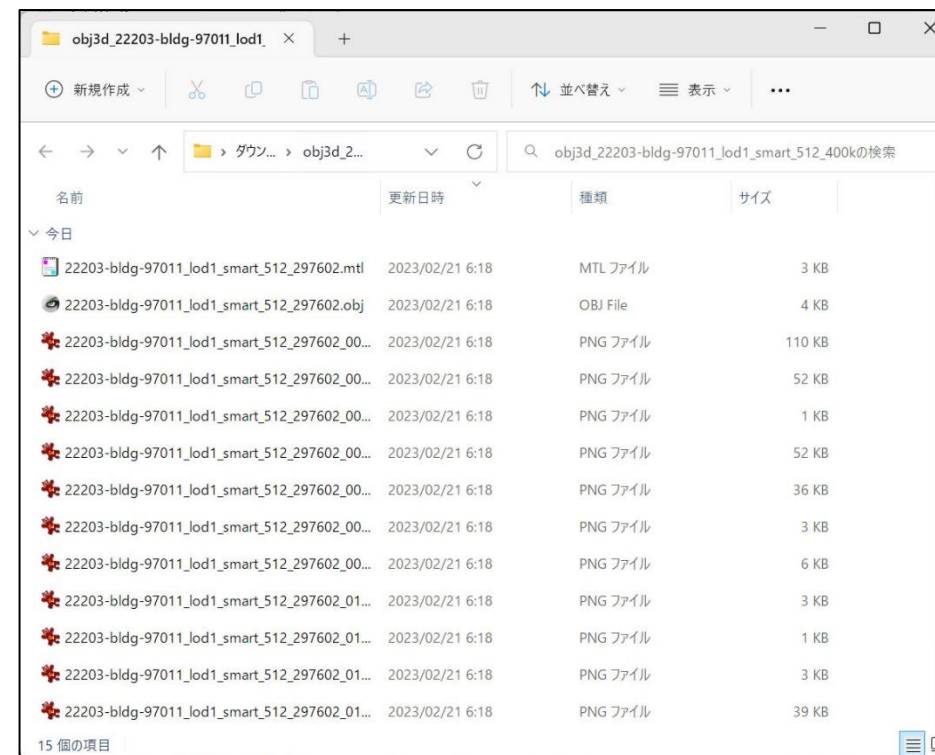 obj3d_22203-bldg-97011_lod1_
新規作成 並べ替え 表示
ダウン... obj3d_2... obj3d_22203-bldg-97011_lod1_smart_512_400kの検索
名前 更新日時 種類 サイズ
今日
22203-bldg-97011_lod1_smart_512_297602.mtl 2023/02/21 6:18 MTL ファイル 3 KB
22203-bldg-97011_lod1_smart_512_297602.obj 2023/02/21 6:18 OBJ File 4 KB
22203-bldg-97011_lod1_smart_512_297602_00... 2023/02/21 6:18 PNG ファイル 110 KB
22203-bldg-97011_lod1_smart_512_297602_00... 2023/02/21 6:18 PNG ファイル 52 KB
22203-bldg-97011_lod1_smart_512_297602_00... 2023/02/21 6:18 PNG ファイル 1 KB
22203-bldg-97011_lod1_smart_512_297602_00... 2023/02/21 6:18 PNG ファイル 52 KB
22203-bldg-97011_lod1_smart_512_297602_00... 2023/02/21 6:18 PNG ファイル 36 KB
22203-bldg-97011_lod1_smart_512_297602_00... 2023/02/21 6:18 PNG ファイル 3 KB
22203-bldg-97011_lod1_smart_512_297602_00... 2023/02/21 6:18 PNG ファイル 6 KB
22203-bldg-97011_lod1_smart_512_297602_01... 2023/02/21 6:18 PNG ファイル 3 KB
22203-bldg-97011_lod1_smart_512_297602_01... 2023/02/21 6:18 PNG ファイル 1 KB
22203-bldg-97011_lod1_smart_512_297602_01... 2023/02/21 6:18 PNG ファイル 3 KB
22203-bldg-97011_lod1_smart_512_297602_01... 2023/02/21 6:18 PNG ファイル 39 KB
15 個の項目